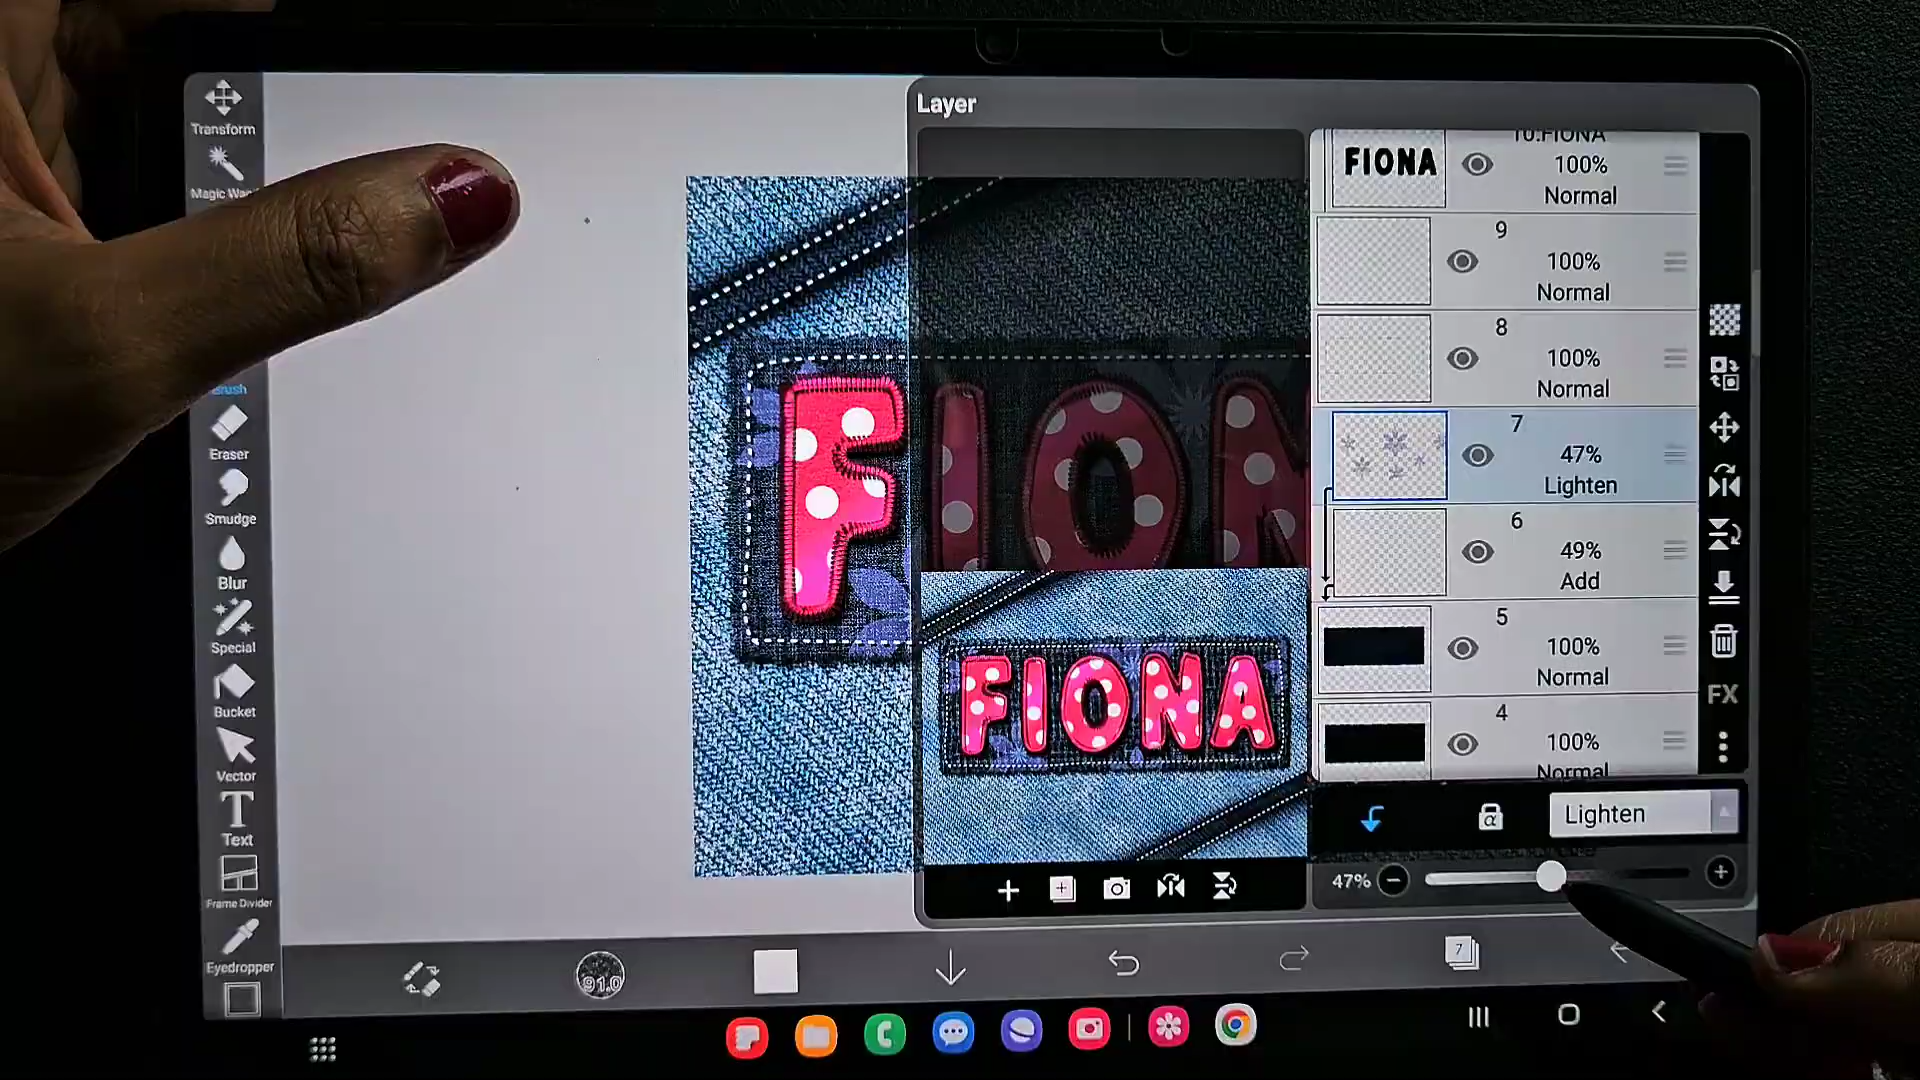 Transform
Magic Wa
Brush
Eraser
Smudge
Blur
Special
Bucket
Vector
T
Text
Frame Divider
Eyedropper
FION
FIONA
Layer
10:FIONA
FIONA
100%
Normal
9
100%
Normal
8
100%
Normal
7
47%
Lighten
6
49%
Add
5
100%
Normal
4
100%
Normal
FX
α
Lighten
47%
91.0
7